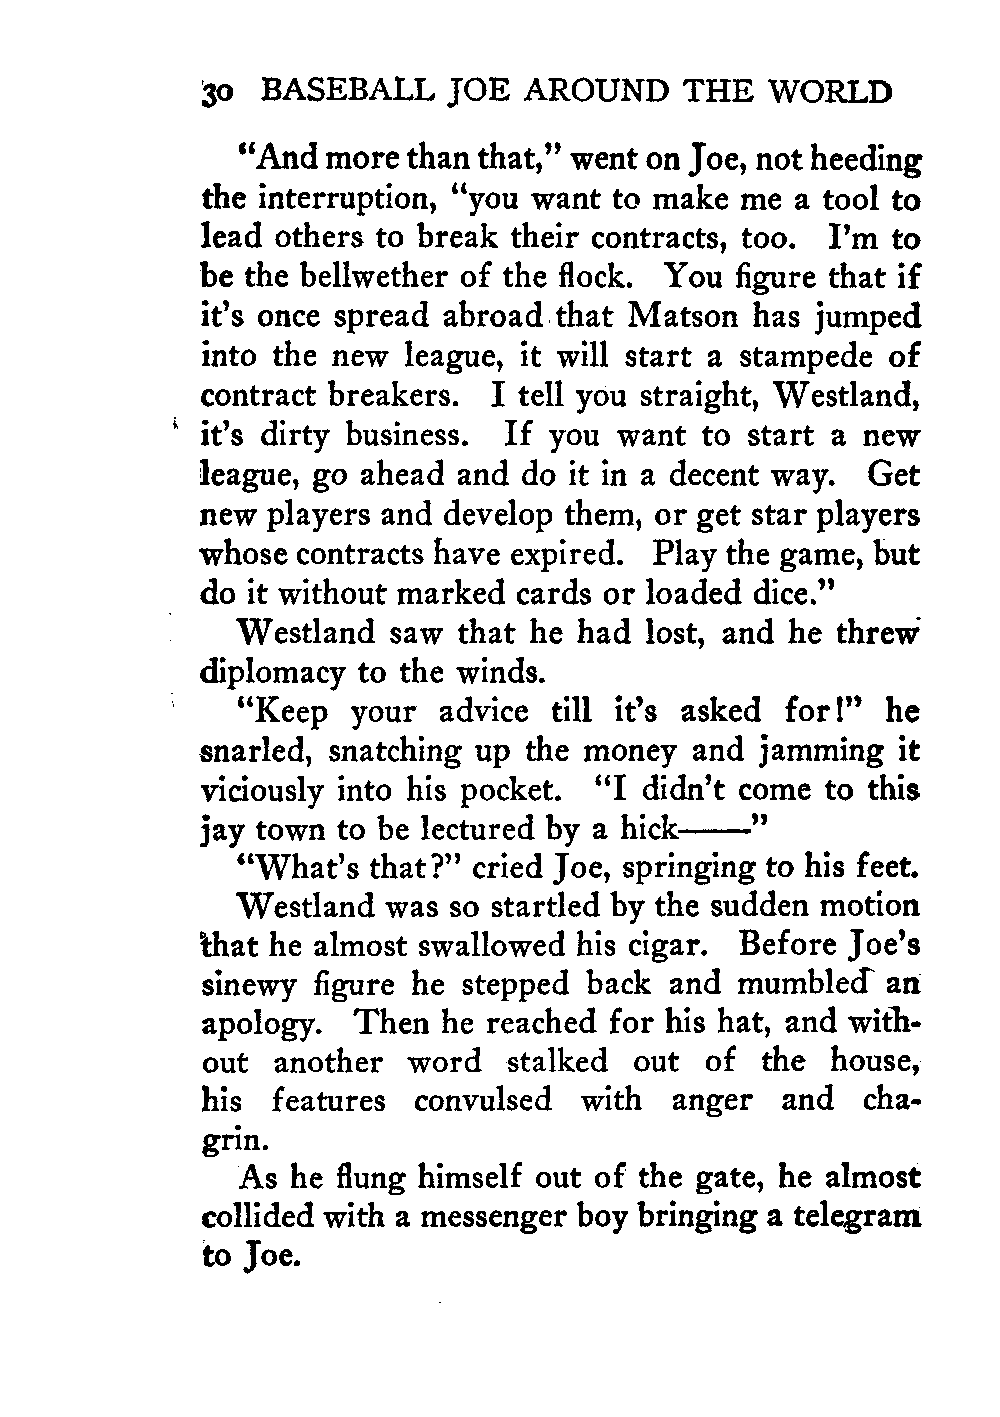 30 BASEBALL JOE AROUND THE WORLD
“And more than that,” went on Joe, not heeding
the interruption, “you want to make me a tool to
lead others to break their contracts, too. I’m to
be the bellwether of the flock. You figure that if
it’s once spread abroad that Matson has jumped
into the new league, it will start a stampede of
contract breakers. I tell you straight, Westland,
it’s dirty business. If you want to start a new
league, go ahead and do it in a decent way. Get
new players and develop them, or get star players
whose contracts have expired. Play the game, but
do it without marked cards or loaded dice.”
Westland saw that he had lost, and he threw
diplomacy to the winds.
“Keep your advice till it’s asked for!” he
snarled, snatching up the money and jamming it
viciously into his pocket. “I didn’t come to this
jay town to be lectured by a hick——”
“What’s that?” cried Joe, springing to his feet.
Westland was so startled by the sudden motion
that he almost swallowed his cigar. Before Joe’s
sinewy figure he stepped back and mumbled an
apology. Then he reached for his hat, and with-
out another word stalked out of the house,
his features convulsed with anger and cha-
grin.
As he flung himself out of the gate, he almost
collided with a messenger boy bringing a telegram
to Joe.